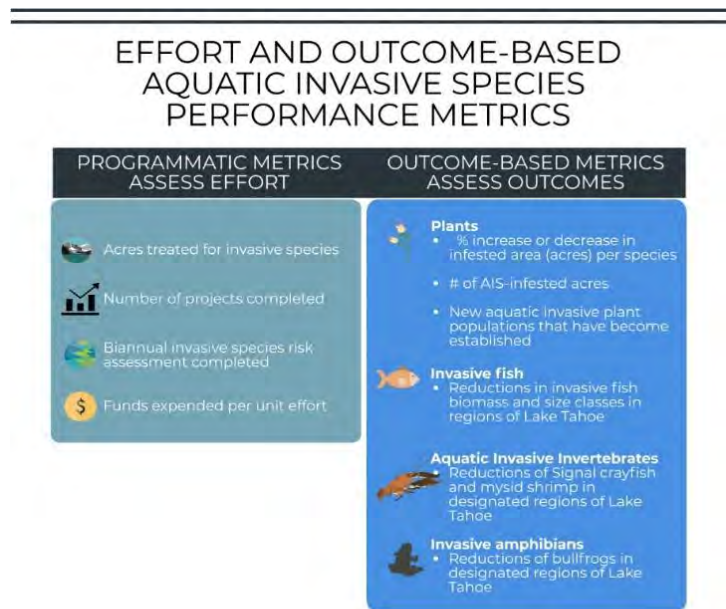 EFFORT AND OUTCOME-BASED
AQUATIC INVASIVE SPECIES
PERFORMANCE METRICS
PROGRAMMATIC METRICS
ASSESS EFFORT
Acres treated for invasive species
Number of projects completed
Biannual invasive species risk
assessment completed
$
Funds expended per unit effort
OUTCOME-BASED METRICS
ASSESS OUTCOMES
Plants
• % increase or decrease in
infested area (acres) per species
• # of AIS-infested acres
• New aquatic invasive plant
populations that have become
established
Invasive fish
• Reductions in invasive fish
biomass and size classes in
regions of Lake Tahoe
Aquatic Invasive Invertebrates
• Reductions of Signal crayfish
and mysid shrimp in
designated regions of Lake
Tahoe
Invasive amphibians
• Reductions of bullfrogs in
designated regions of Lake
Tahoe